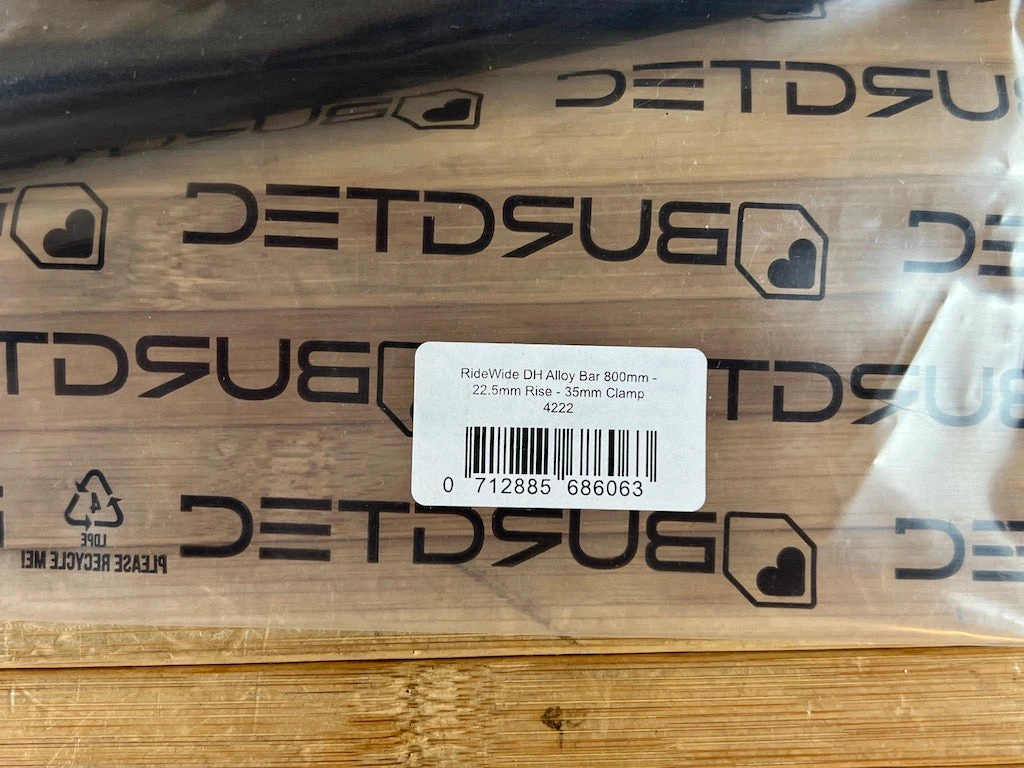 BURGTEC
BURGTEC
BURGTEC
BURGTEC
BURGTEC
RideWide DH Alloy Bar 800mm -
22.5mm Rise - 35mm Clamp
4222
0 712885 686063
4
LDPE
PLEASE RECYCLE ME!
BURGTEC